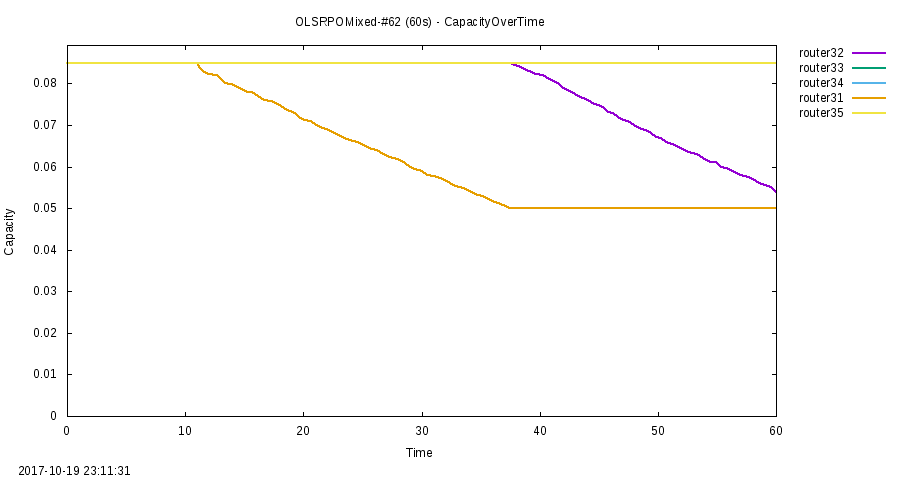 OLSRPOMixed-#62 (60s) - CapacityOverTime
router32
router33
router34
router31
router35
0.08
0.07
0.06
0.05
0.04
0.03
0.02
0.01
0
Capacity
0 10 20 30 40 50 60
Time
2017-10-19 23:11:31